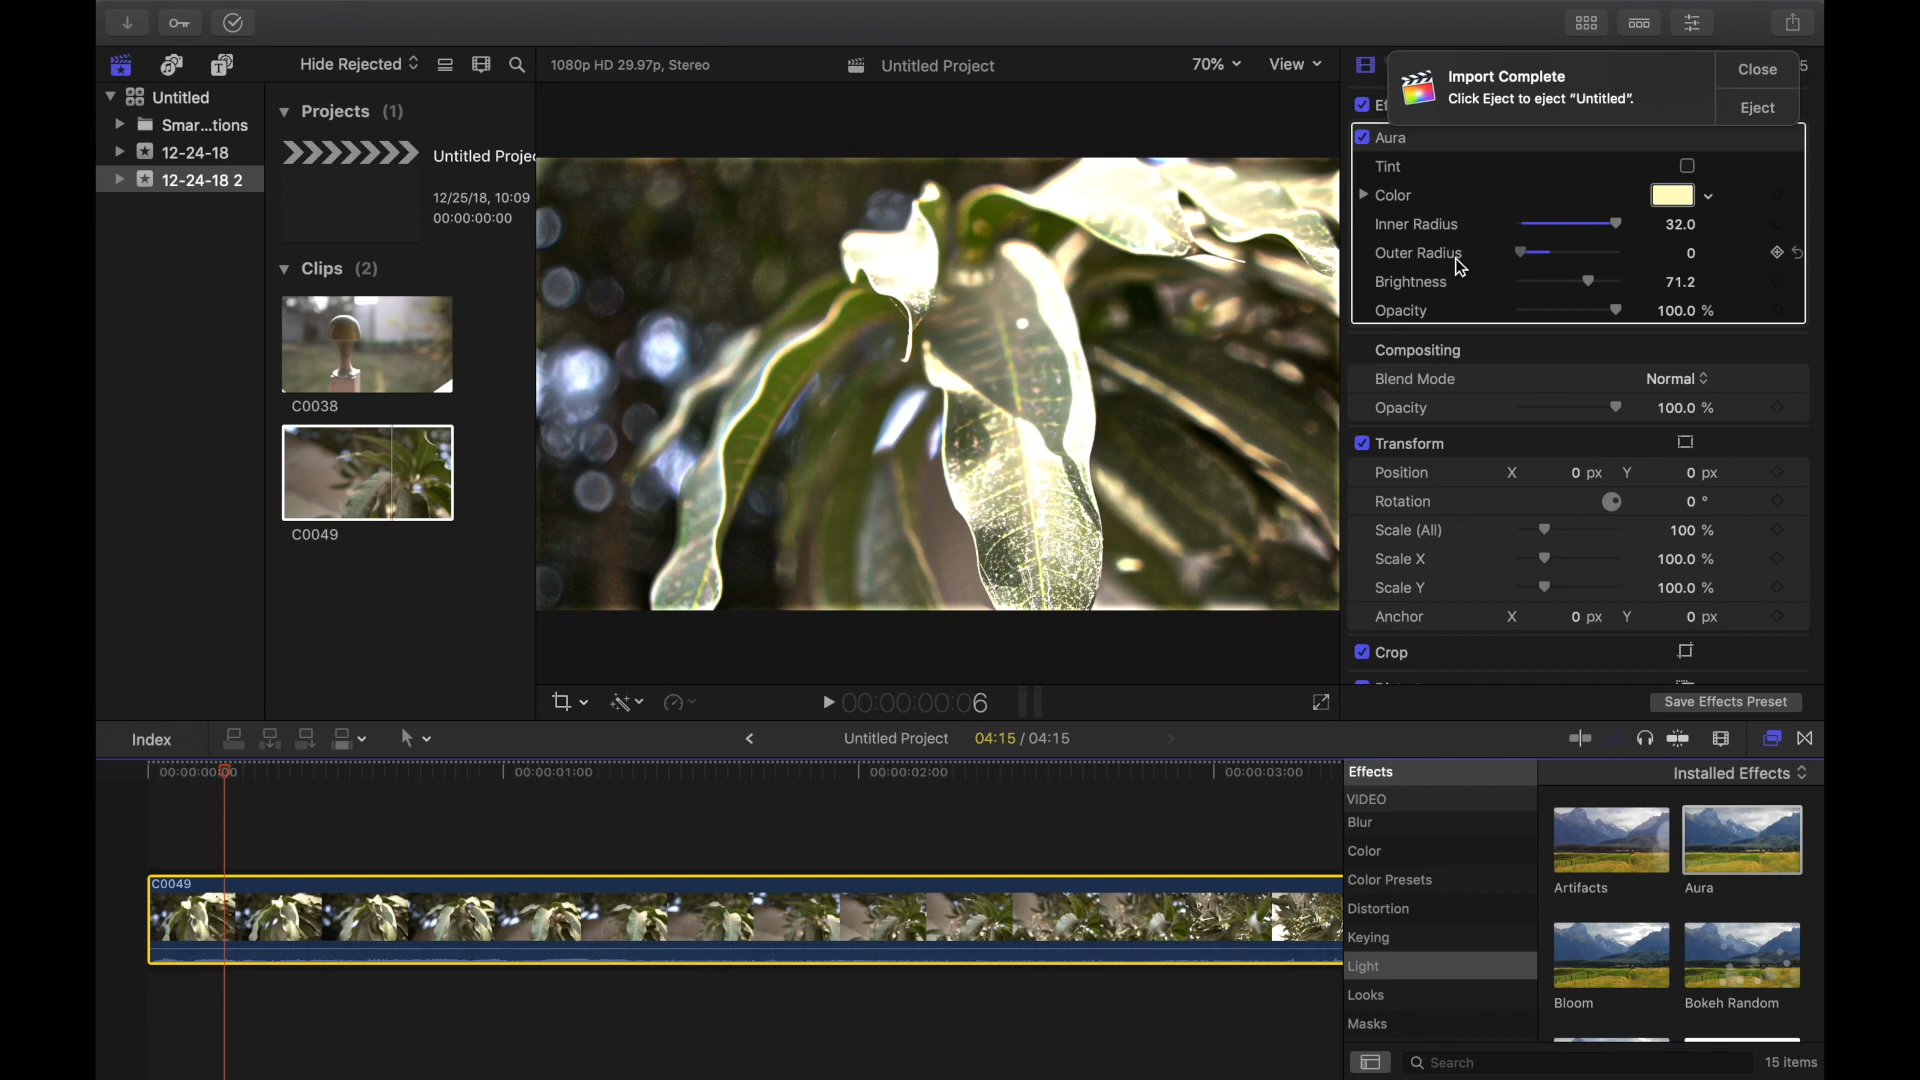 Hide Rejected
1080p HD 29.97p, Stereo
Untitled Project
70%
View
Import Complete
Click Eject to eject “Untitled”.
Close
Eject
5
Untitled
Smar...tions
12-24-18
12-24-18 2
Projects (1)
Untitled Proje
12/25/18, 10:09
00:00:00:00
Clips (2)
C0038
C0049
Aura
Tint
Color
Inner Radius 32.0
Outer Radius 0
Brightness 71.2
Opacity 100.0 %
Compositing
Blend Mode Normal
Opacity 100.0 %
Transform
Position X 0 px Y 0 px
Rotation 0 °
Scale (All) 100 %
Scale X 100.0 %
Scale Y 100.0 %
Anchor X 0 px Y 0 px
Crop
Save Effects Preset
00:00:00:06
Index
Untitled Project 04:15 / 04:15
00:00:00:00
00:00:01:00
00:00:02:00
00:00:03:00
C0049
Effects
Installed Effects
VIDEO
Blur
Color
Color Presets
Distortion
Keying
Light
Looks
Masks
Artifacts
Aura
Bloom
Bokeh Random
Search
15 items